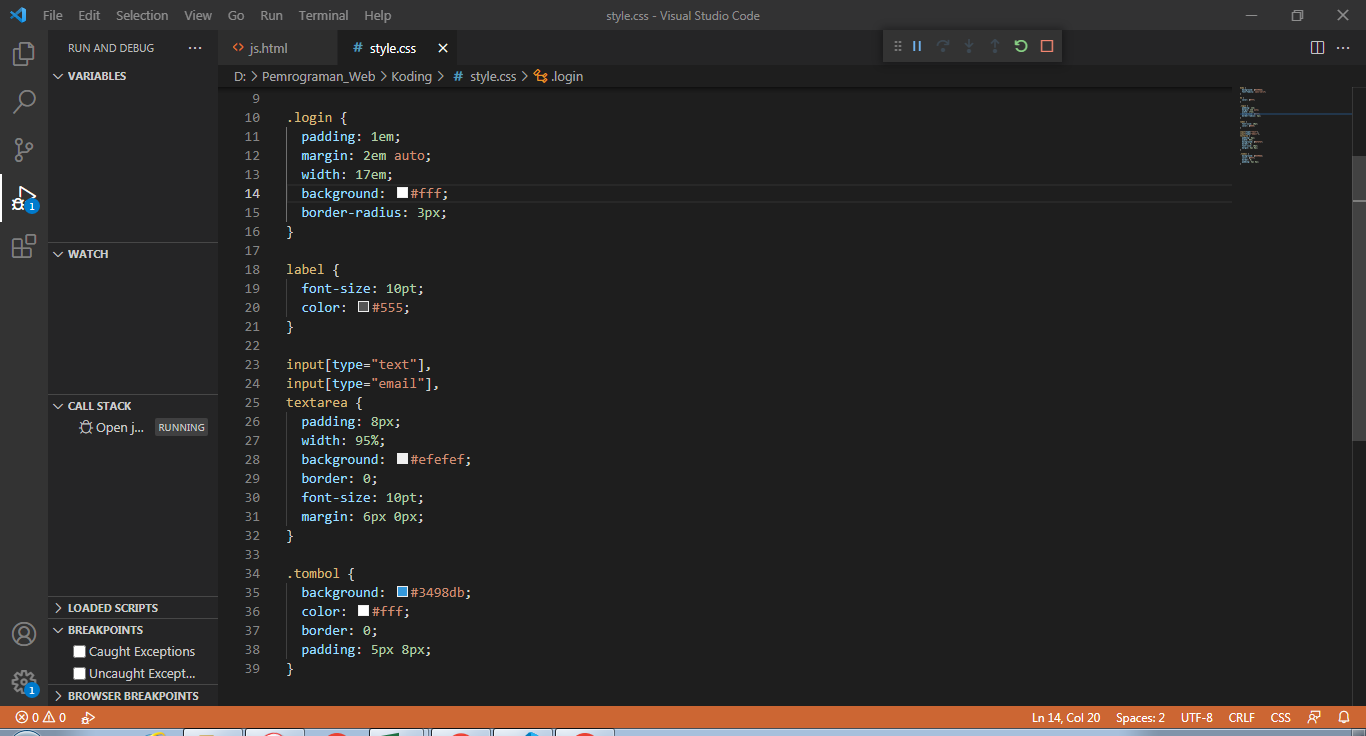 File Edit Selection View Go Run Terminal Help style.css - Visual Studio Code
RUN AND DEBUG
js.html
# style.css
D: > Pemrograman_Web > Koding > # style.css > .login
VARIABLES
WATCH
CALL STACK
Open j... RUNNING
LOADED SCRIPTS
BREAKPOINTS
Caught Exceptions
Uncaught Except...
BROWSER BREAKPOINTS
1
1
9
10 .login {
11   padding: 1em;
12   margin: 2em auto;
13   width: 17em;
14   background: #fff;
15   border-radius: 3px;
16 }
17
18 label {
19   font-size: 10pt;
20   color: #555;
21 }
22
23 input[type="text"],
24 input[type="email"],
25 textarea {
26   padding: 8px;
27   width: 95%;
28   background: #efefef;
29   border: 0;
30   font-size: 10pt;
31   margin: 6px 0px;
32 }
33
34 .tombol {
35   background: #3498db;
36   color: #fff;
37   border: 0;
38   padding: 5px 8px;
39 }
0 0 Ln 14, Col 20 Spaces: 2 UTF-8 CRLF CSS